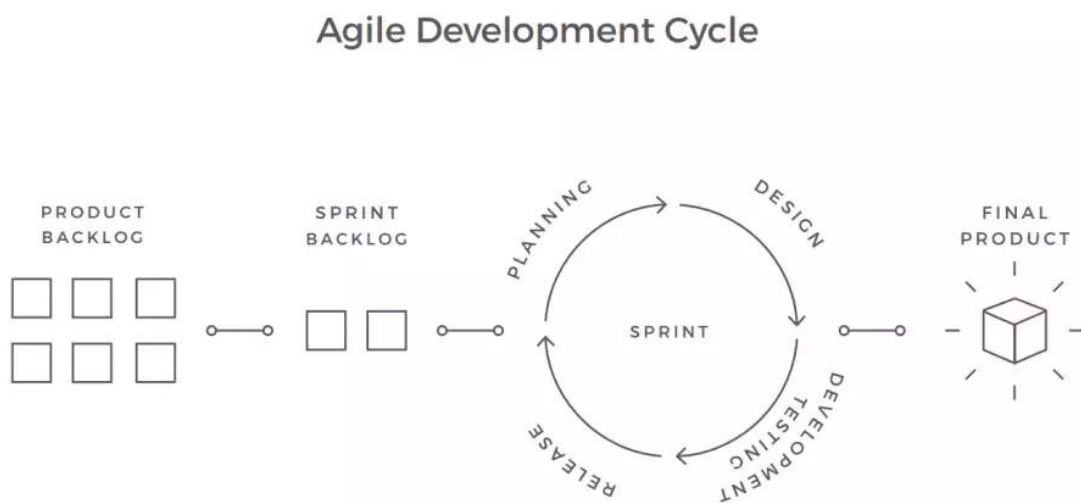 Agile Development Cycle
PRODUCT
BACKLOG
SPRINT
BACKLOG
PLANNING
DESIGN
SPRINT
DEVELOPMENT
TESTING
RELEASE
FINAL
PRODUCT